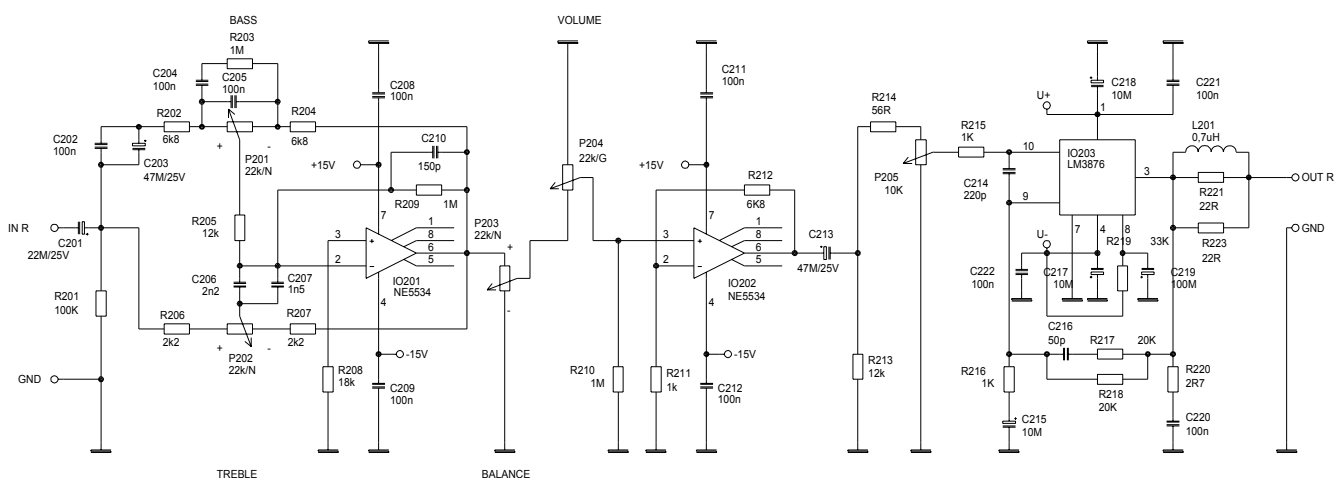 BASS
VOLUME
R203
1M
C204
100n
C205
100n
R202
6k8
R204
6k8
C202
100n
C203
47M/25V
+
-
P201
22k/N
C208
100n
C210
150p
+15V
R209
1M
P204
22k/G
C211
100n
+15V
R212
6K8
R214
56R
P205
10K
R215
1K
U+
C218
10M
C221
100n
1
10
IO203
LM3876
3
L201
0,7uH
C214
220p
9
R221
22R
OUT R
IN R
C201
22M/25V
R205
12k
7
3
+
2
–
1
8
6
5
IO201
NE5534
4
P203
22k/N
+
-
7
3
+
2
–
1
8
6
5
IO202
NE5534
4
C213
47M/25V
U-
7
4
8
R219
33K
R223
22R
GND
C206
2n2
C207
1n5
C222
100n
C217
10M
C219
100M
R201
100K
R206
2k2
R207
2k2
+
-
P202
22k/N
-15V
-15V
C216
50p
R217
20K
R218
20K
R220
2R7
GND
R208
18k
C209
100n
R210
1M
R211
1k
C212
100n
R213
12k
R216
1K
C215
10M
C220
100n
TREBLE
BALANCE